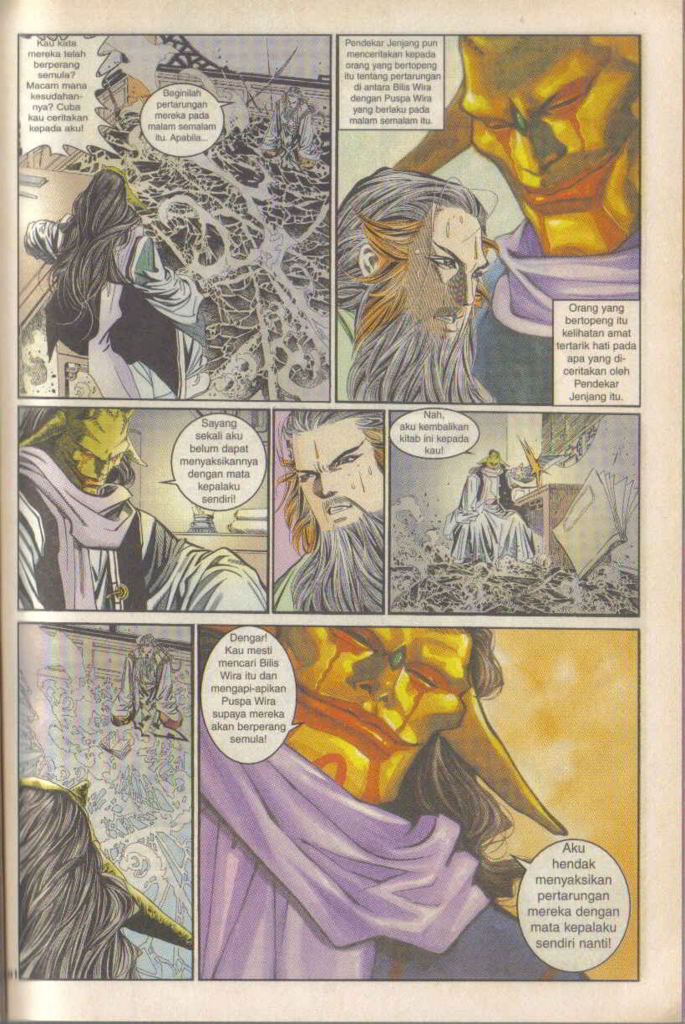 Kau kata
mereka telah
berperang
semula?
Macam mana
kesudahan-
nya? Cuba
kau ceritakan
kepada aku!
Beginilah
pertarungan
mereka pada
malam semalam
itu. Apabila...
Pendekar Jenjang pun
menceritakan kepada
orang yang bertopeng
itu tentang pertarungan
di antara Bilis Wira
dengan Puspa Wira
yang berlaku pada
malam semalam itu.
Orang yang
bertopeng itu
kelihatan amat
tertarik hati pada
apa yang di-
ceritakan oleh
Pendekar
Jenjang itu.
Sayang
sekali aku
belum dapat
menyaksikannya
dengan mata
kepalaku
sendiri!
Nah,
aku kembalikan
kitab ini kepada
kau!
Dengar!
Kau mesti
mencari Bilis
Wira itu dan
mengapi-apikan
Puspa Wira
supaya mereka
akan berperang
semula!
Aku
hendak
menyaksikan
pertarungan
mereka dengan
mata kepalaku
sendiri nanti!